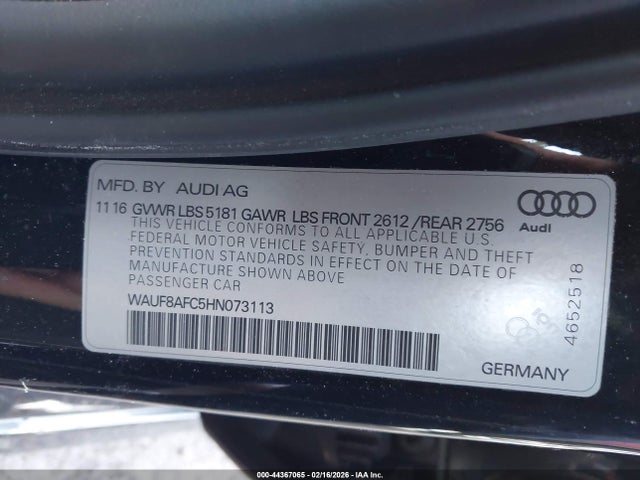 MFD. BY AUDI AG
11 16 GVWR LBS 5181 GAWR LBS FRONT 2612 / REAR 2756
THIS VEHICLE CONFORMS TO ALL APPLICABLE U.S.
FEDERAL MOTOR VEHICLE SAFETY, BUMPER AND THEFT
PREVENTION STANDARDS IN EFFECT ON THE DATE OF
MANUFACTURE SHOWN ABOVE
PASSENGER CAR
WAUF8AFC5HN073113
Audi
4652518
GERMANY
000-44367065 - 02/16/2026 - IAA Inc.